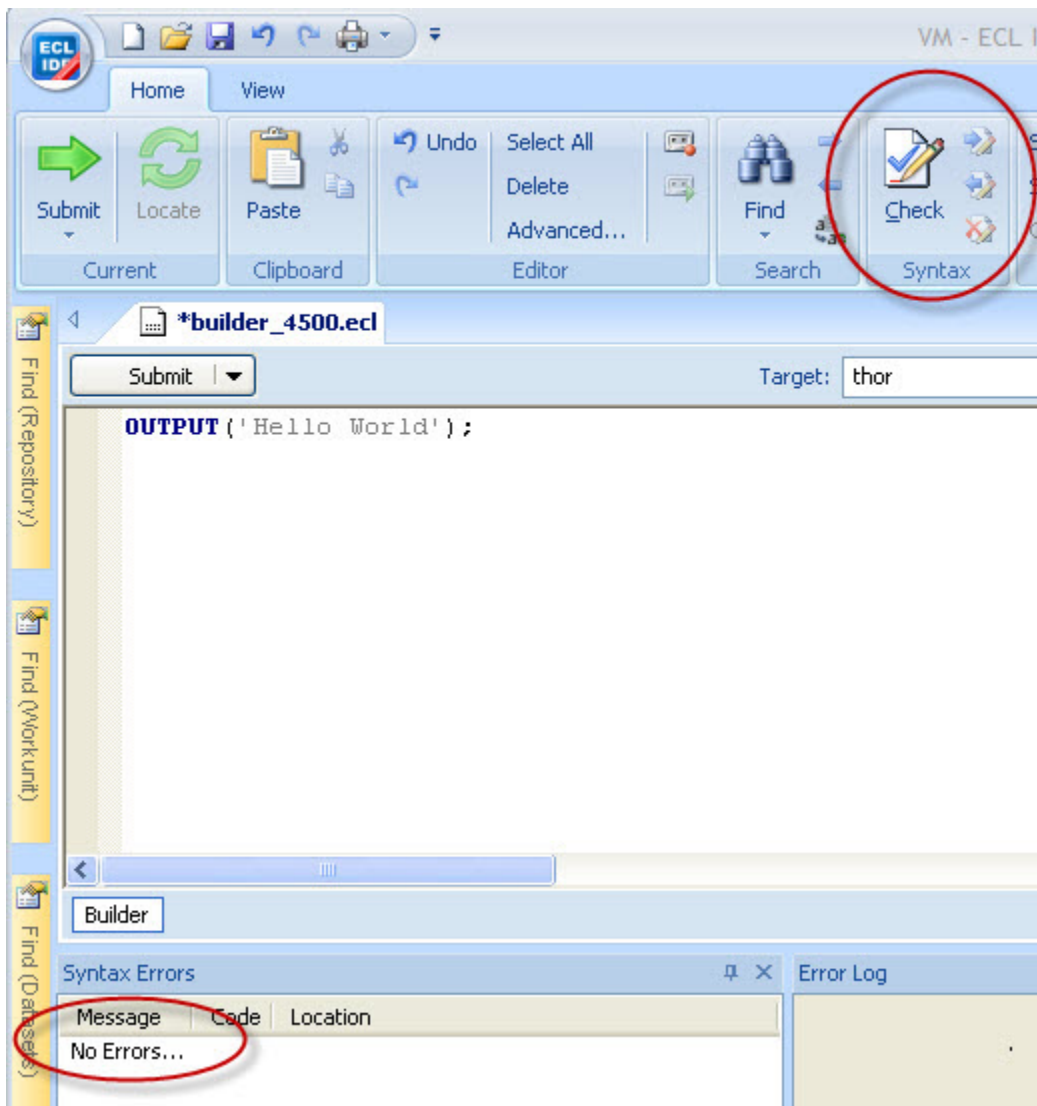 ECL
IDE
VM - ECL
Home View
Undo Select All
Submit Locate Paste Delete Find Check
Advanced...
Current Clipboard Editor Search Syntax
*builder_4500.ecl
Submit Target: thor
OUTPUT('Hello World');
Find (Repository)
Find (Workunit)
Find (Datasets)
Builder
Syntax Errors Error Log
Message Code Location
No Errors...